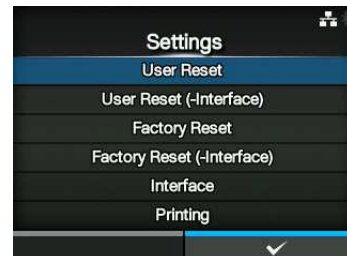 Settings
User Reset
User Reset (-Interface)
Factory Reset
Factory Reset (-Interface)
Interface
Printing